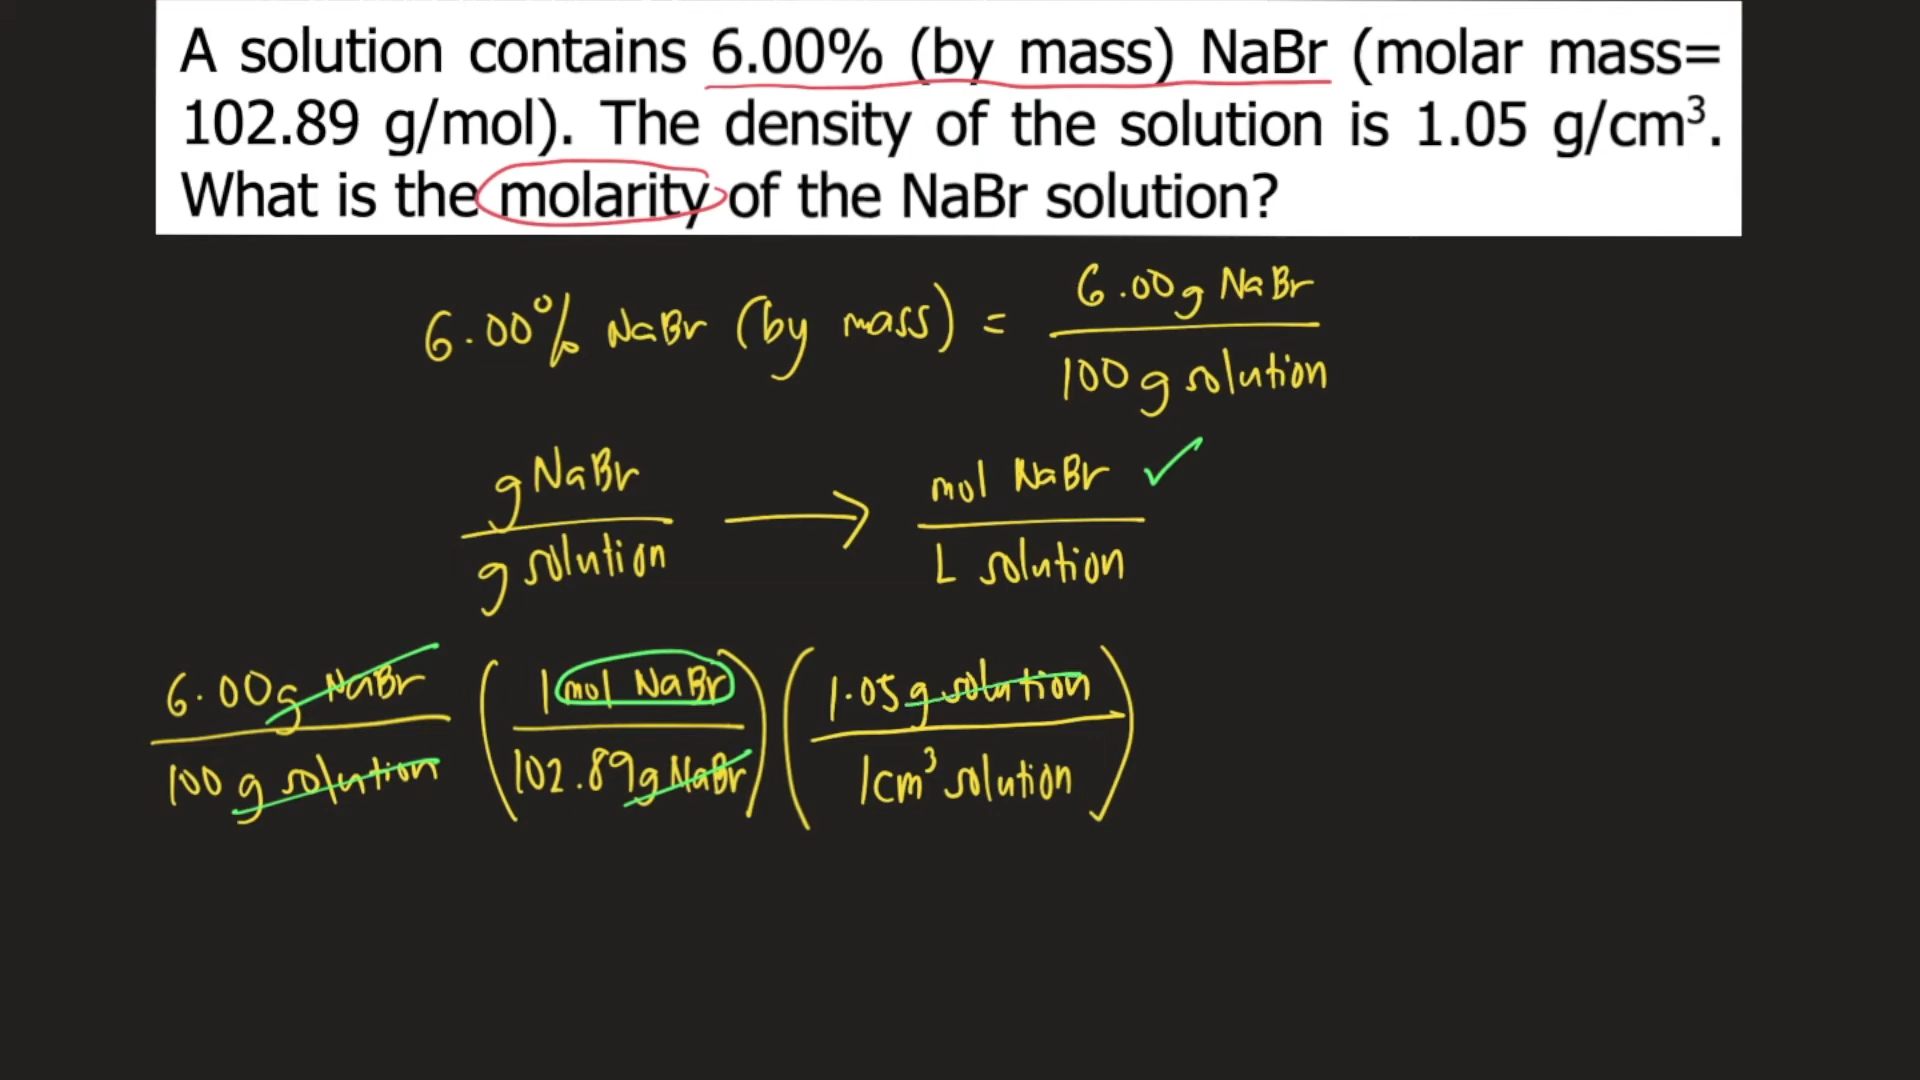 A solution contains 6.00% (by mass) NaBr (molar mass=
102.89 g/mol). The density of the solution is 1.05 g/cm³.
What is the molarity of the NaBr solution?
6.00% NaBr (by mass) = 6.00g NaBr
100 g solution
g NaBr → mol NaBr ✓
g solution L solution
6.00g NaBr (1 mol NaBr) (1.05 g solution)
100 g solution 102.89g NaBr 1cm³ solution